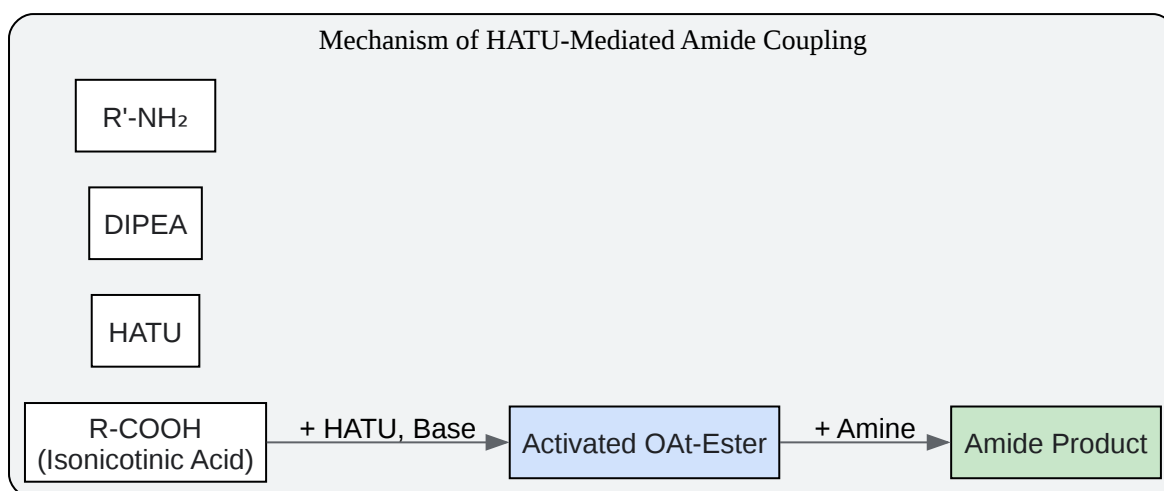 Mechanism of HATU-Mediated Amide Coupling
R'-NH₂
DIPEA
HATU
R-COOH
(Isonicotinic Acid)
+ HATU, Base
Activated OAt-Ester
+ Amine
Amide Product